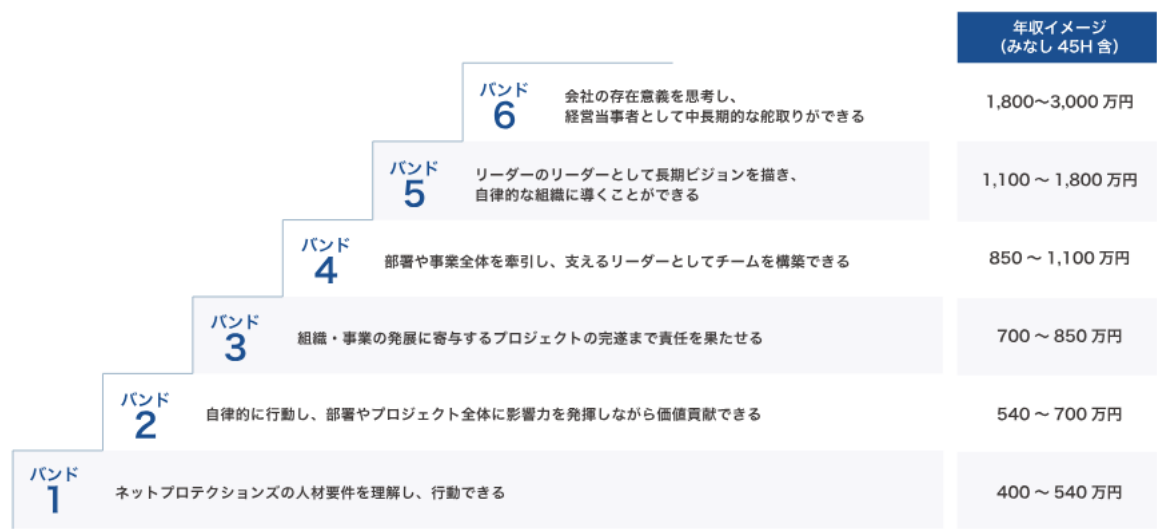 年収イメージ
（みなし 45H 含）
バンド
6
会社の存在意義を思考し、
経営当事者として中長期的な舵取りができる
1,800〜3,000 万円
バンド
5
リーダーのリーダーとして長期ビジョンを描き、
自律的な組織に導くことができる
1,100 〜 1,800 万円
バンド
4
部署や事業全体を牽引し、支えるリーダーとしてチームを構築できる
850 〜 1,100 万円
バンド
3
組織・事業の発展に寄与するプロジェクトの完遂まで責任を果たせる
700 〜 850 万円
バンド
2
自律的に行動し、部署やプロジェクト全体に影響力を発揮しながら価値貢献できる
540 〜 700 万円
バンド
1
ネットプロテクションズの人材要件を理解し、行動できる
400 〜 540 万円